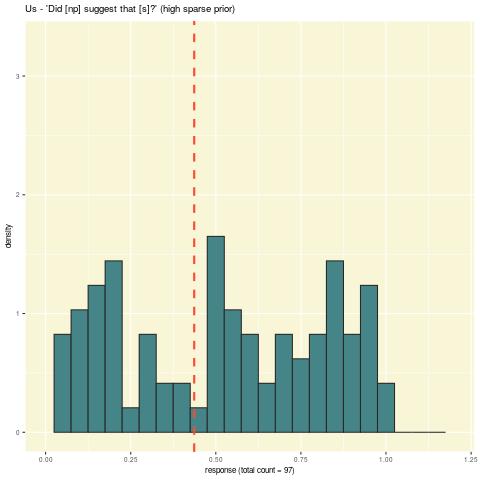 Us - 'Did [np] suggest that [s]?' (high sparse prior)
density
3
2
1
0
0.00 0.25 0.50 0.75 1.00 1.25
response (total count = 97)